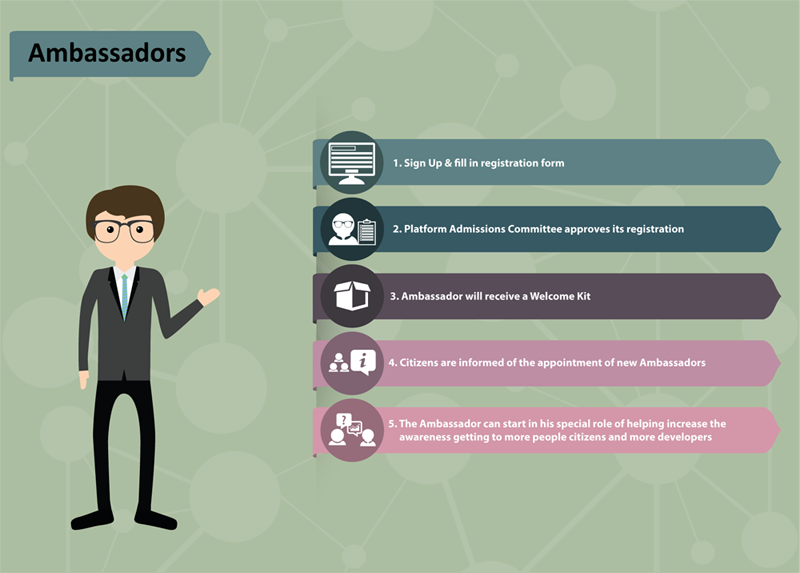 Ambassadors
1. Sign Up & fill in registration form
2. Platform Admissions Committee approves its registration
3. Ambassador will receive a Welcome Kit
4. Citizens are informed of the appointment of new Ambassadors
5. The Ambassador can start in his special role of helping increase the
awareness getting to more people citizens and more developers